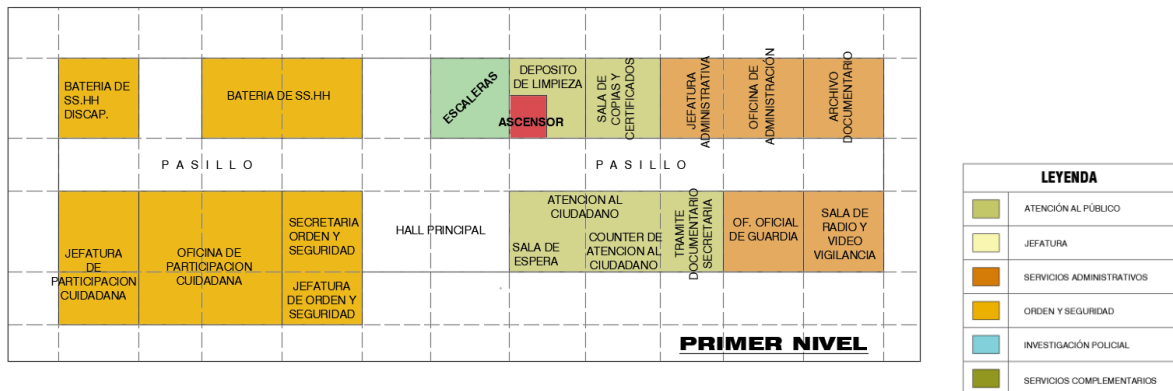 BATERIA DE
SS.HH
DISCAP.
BATERIA DE SS.HH
ESCALERAS
DEPOSITO
DE LIMPIEZA
ASCENSOR
SALA DE
COPIAS Y
CERTIFICADOS
JEFATURA
ADMINISTRATIVA
OFICINA DE
ADMINISTRACIÓN
ARCHIVO
DOCUMENTARIO
PASILLO
PASILLO
JEFATURA
DE
PARTICIPACION
CUIDADANA
OFICINA DE
PARTICIPACION
CUIDADANA
SECRETARIA
ORDEN Y
SEGURIDAD
JEFATURA
DE ORDEN Y
SEGURIDAD
HALL PRINCIPAL
ATENCION AL
CIUDADANO
SALA DE
ESPERA
COUNTER DE
ATENCION AL
CIUDADANO
TRAMITE
DOCUMENTARIO
SECRETARIA
OF. OFICIAL
DE GUARDIA
SALA DE
RADIO Y
VIDEO
VIGILANCIA
PRIMER NIVEL
LEYENDA
ATENCIÓN AL PÚBLICO
JEFATURA
SERVICIOS ADMINISTRATIVOS
ORDEN Y SEGURIDAD
INVESTIGACIÓN POLICIAL
SERVICIOS COMPLEMENTARIOS